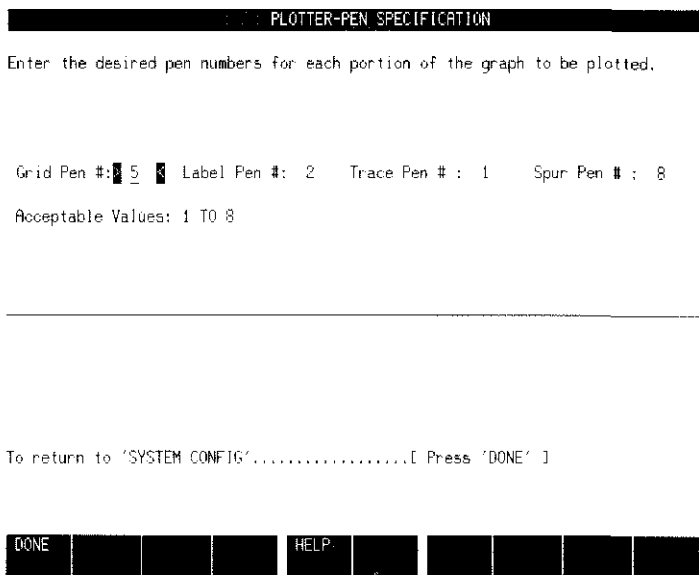 PLOTTER-PEN SPECIFICATION
Enter the desired pen numbers for each portion of the graph to be plotted.
Grid Pen #:> 5 < Label Pen #: 2 Trace Pen # : 1 Spur Pen # : 8
Acceptable Values: 1 TO 8
To return to 'SYSTEM CONFIG'..................[ Press 'DONE' ]
DONE HELP